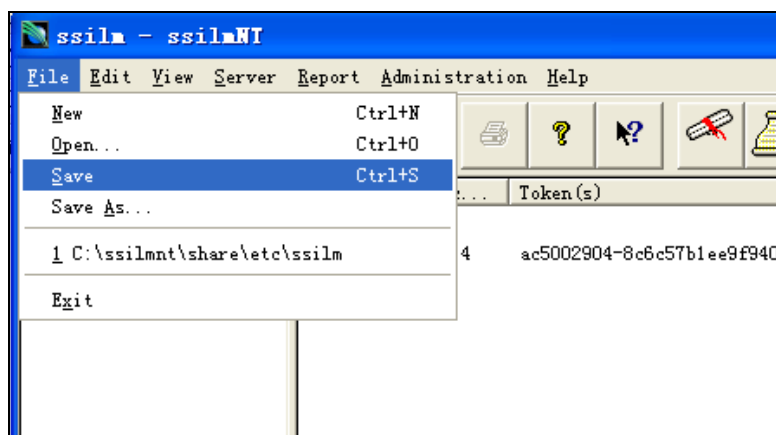 ssilm - ssilmNT
File Edit View Server Report Administration Help
New Ctrl+N
Open... Ctrl+O
Save Ctrl+S
Save As...
1 C:\ssilmnt\share\etc\ssilm
Exit
... Token(s)
4 ac5002904-8c6c57b1ee9f940